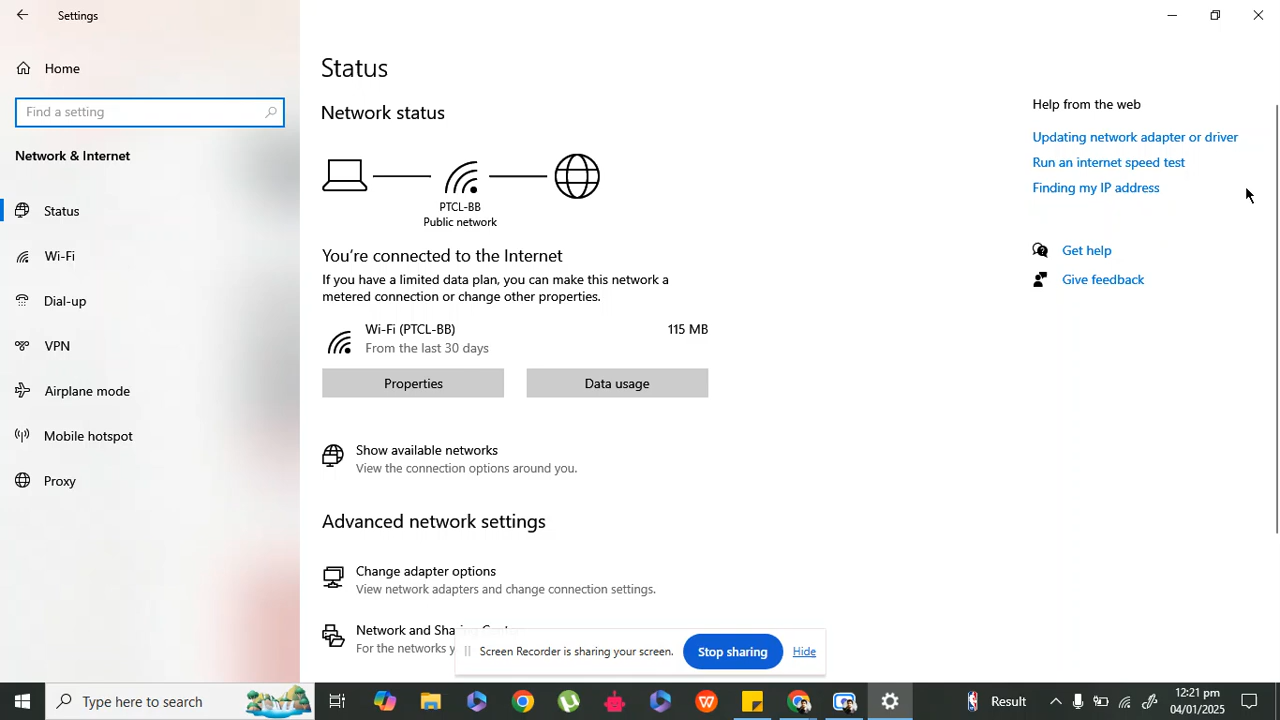 Settings
Home
Find a setting
Network & Internet
Status
Wi-Fi
Dial-up
VPN
Airplane mode
Mobile hotspot
Proxy
Status
Network status
PTCL-BB
Public network
You're connected to the Internet
If you have a limited data plan, you can make this network a
metered connection or change other properties.
Wi-Fi (PTCL-BB)
115 MB
From the last 30 days
Properties
Data usage
Show available networks
View the connection options around you.
Advanced network settings
Change adapter options
View network adapters and change connection settings.
Network and
For the networks
Help from the web
Updating network adapter or driver
Run an internet speed test
Finding my IP address
Get help
Give feedback
Screen Recorder is sharing your screen.
Stop sharing
Hide
Type here to search
Result
12:21 pm
04/01/2025